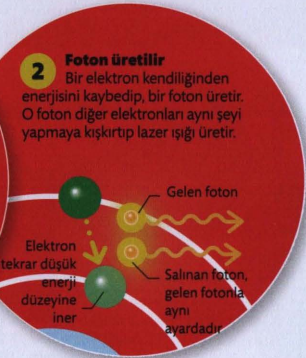 2
Foton üretilir
Bir elektron kendiliğinden
enerjisini kaybedip, bir foton üretir.
O foton diğer elektronları aynı şeyi
yapmaya kışkırtıp lazer ışığı üretir.
Gelen foton
Elektron
tekrar düşük
enerji
düzeyine
iner
Salınan foton,
gelen fotonla
aynı
ayardadır